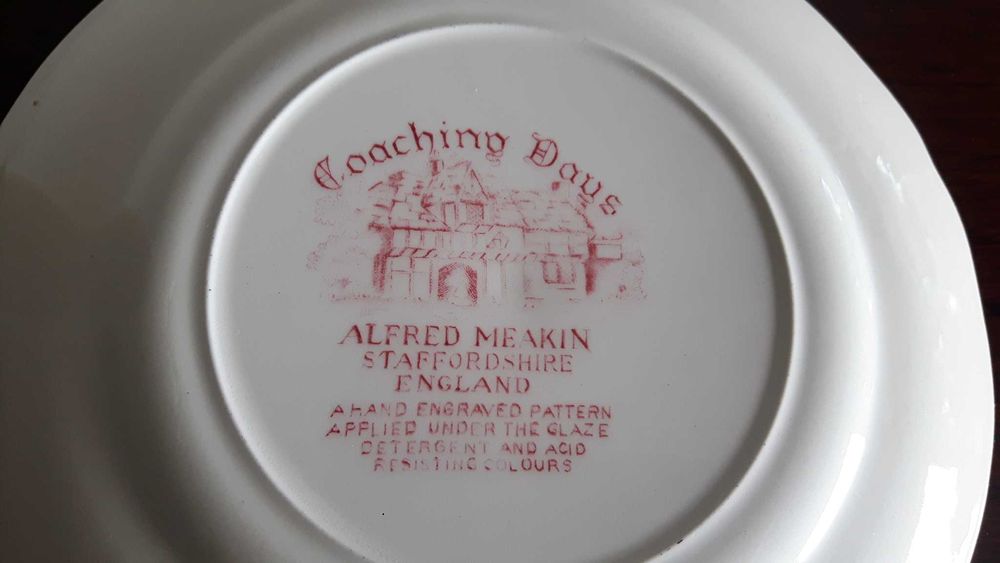 Coaching Days
ALFRED MEAKIN
STAFFORDSHIRE
ENGLAND
A HAND ENGRAVED PATTERN
APPLIED UNDER THE GLAZE
DETERGENT AND ACID
RESISTING COLOURS